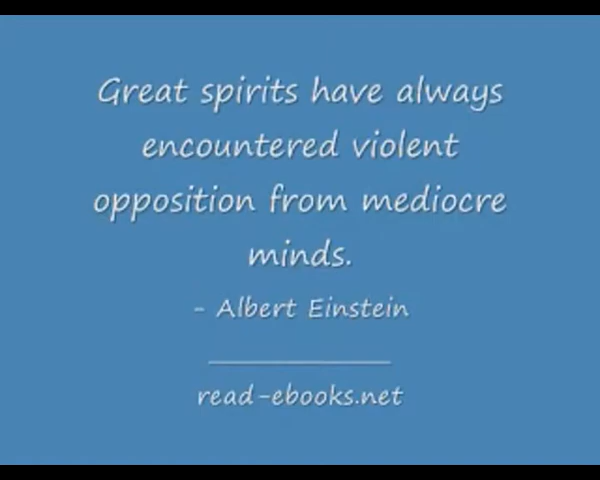 Great spirits have always
encountered violent
opposition from mediocre
minds.
- Albert Einstein
read-ebooks.net